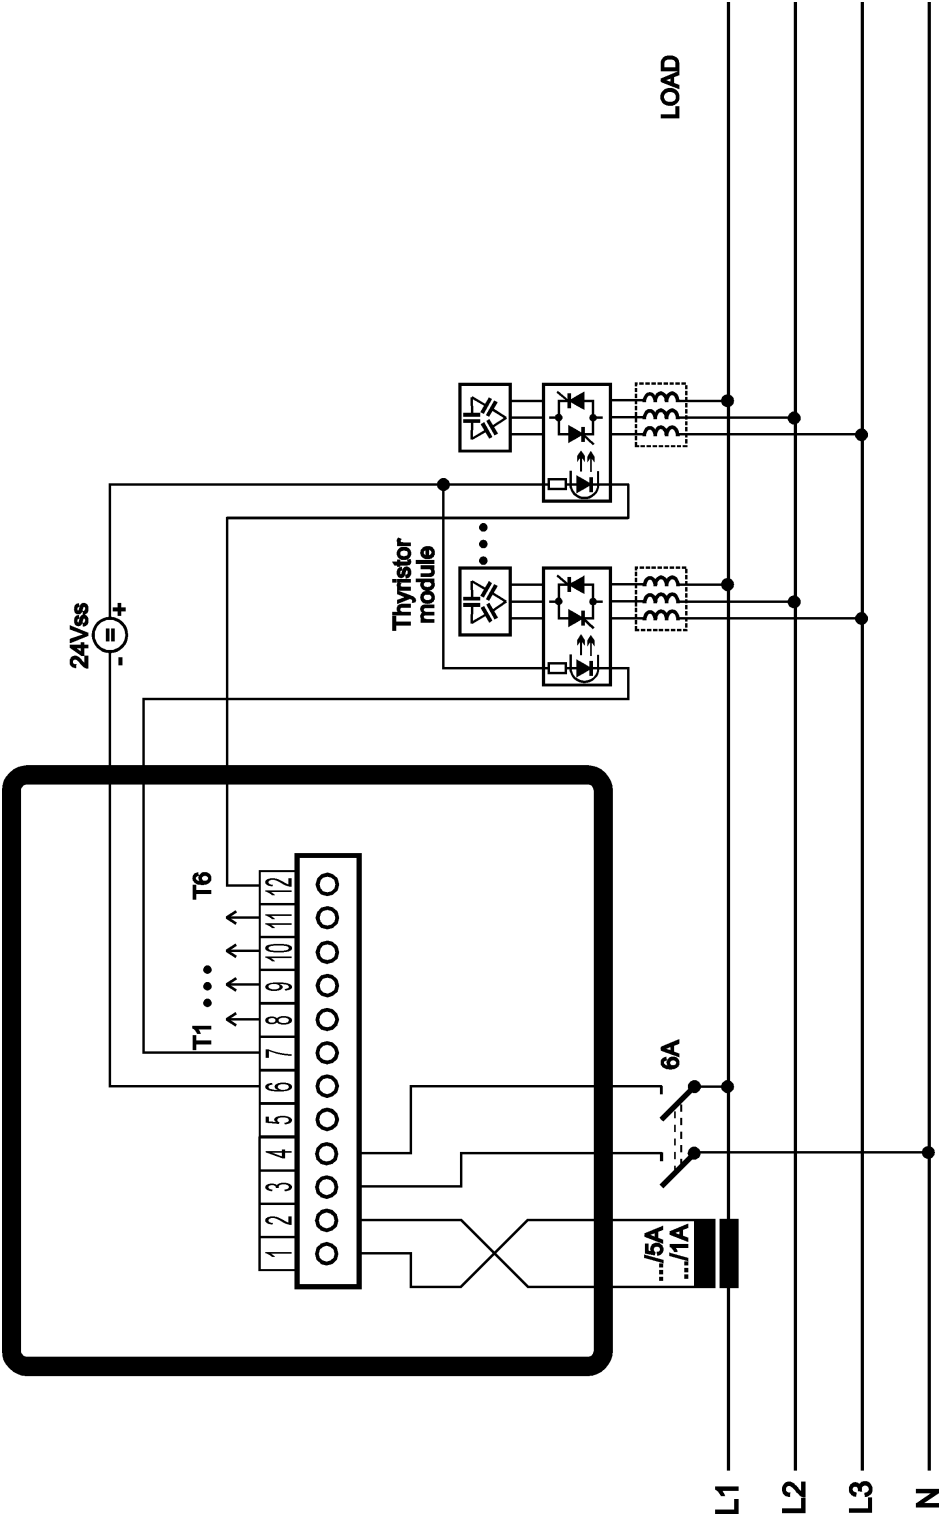 L1
L2
L3
N
LOAD
.../5A
.../1A
6A
1 2 3 4 5 6 7 8 9 10 11 12
T1 ... T6
24Vss
- = +
Thyristor
module